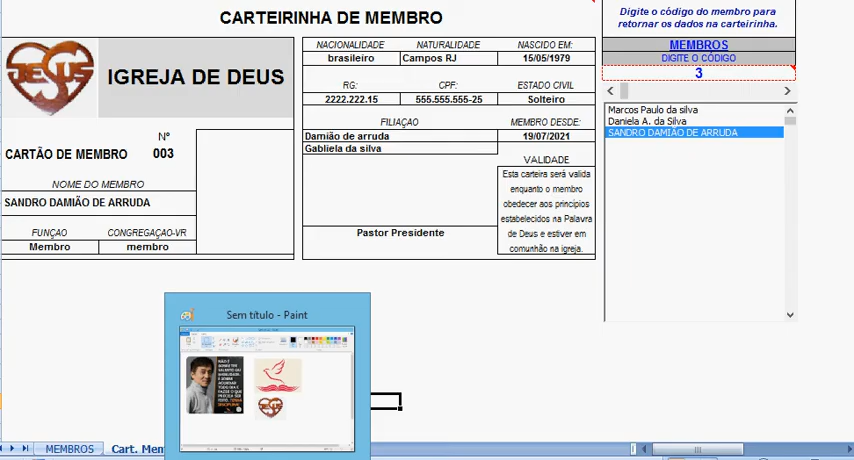 CARTEIRINHA DE MEMBRO
JESUS
IGREJA DE DEUS
CARTÃO DE MEMBRO
Nº
003
NOME DO MEMBRO
SANDRO DAMIÃO DE ARRUDA
FUNÇAO
CONGREGAÇAO-VR
Membro
membro
NACIONALIDADE
NATURALIDADE
NASCIDO EM:
brasileiro
Campos RJ
15/05/1979
RG:
CPF:
ESTADO CIVIL
2222.222.15
555.555.555-25
Solteiro
FILIAÇAO
MEMBRO DESDE:
Damião de arruda
19/07/2021
Gabliela da silva
VALIDADE
Esta carteira será valida
enquanto o membro
obedecer aos principios
estabelecidos na Palavra
de Deus e estiver em
comunhão na igreja.
Pastor Presidente
Digite o código do membro para
retornar os dados na carteirinha.
MEMBROS
DIGITE O CÓDIGO
3
Marcos Paulo da silva
Daniela A. da Silva
SANDRO DAMIÃO DE ARRUDA
Sem título - Paint
JESUS
MEMBROS
Cart. Mem